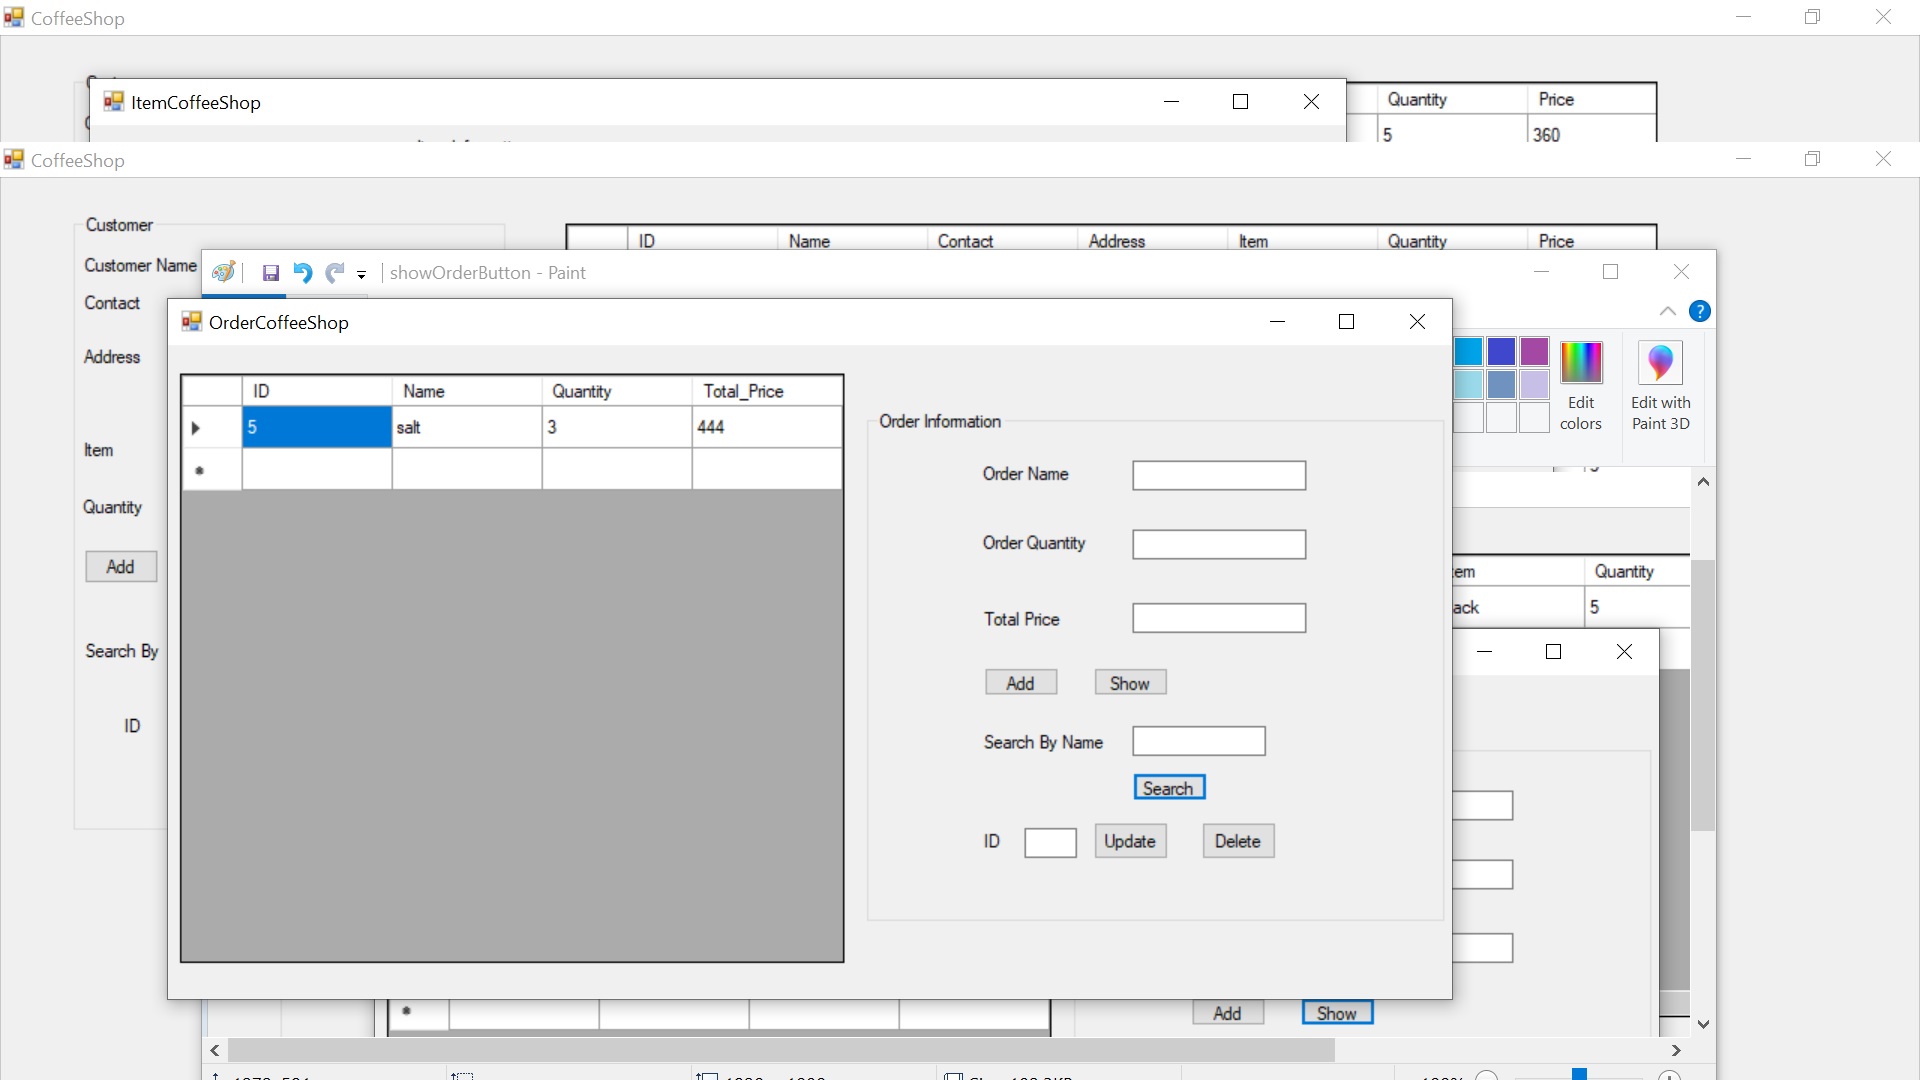 CoffeeShop
ItemCoffeeShop
Quantity Price
5 360
CoffeeShop
Customer
ID Name Contact Address Item Quantity Price
Customer Name
showOrderButton - Paint
Contact
OrderCoffeeShop
Address
Edit colors
Edit with Paint 3D
ID Name Quantity Total_Price
5 salt 3 444
Order Information
Item
Order Name
Quantity
Order Quantity
Add
Quantity
5
Total Price
Search By
Add Show
ID
Search By Name
Search
ID Update Delete
Add Show